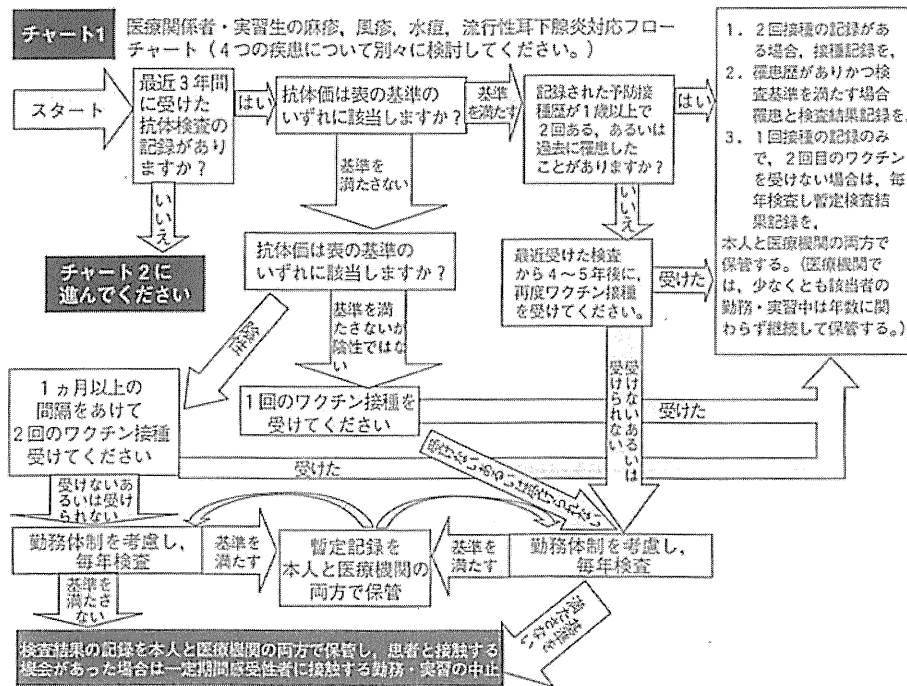 チャート1
医療関係者・実習生の麻疹，風疹，水痘，流行性耳下腺炎対応フロー
チャート（4つの疾患について別々に検討してください。）
スタート
最近3年間
に受けた
抗体検査の
記録があり
ますか？
はい
抗体価は表の基準の
いずれに該当しますか？
基準
を満たす
記録された予防接
種歴が1歳以上で
2回ある、あるいは
過去に罹患した
ことがありますか？
はい
1．2回接種の記録があ
る場合，接種記録を，
2．罹患歴がありかつ検
査基準を満たす場合
罹患と検査結果記録を，
3．1回接種の記録のみ
で，2回目のワクチン
を受けない場合は，毎
年検査し暫定検査結
果記録を，
本人と医療機関の両方で
保管する。（医療機関で
は，少なくとも該当者の
勤務・実習中は年数に関
わらず継続して保管する。）
いいえ
チャート2に
進んでください
基準を
満たさない
抗体価は表の基準の
いずれに該当しますか？
いいえ
最近受けた検査
から4～5年後に，
再度ワクチン接種
を受けてください。
受けた
陰性
基準を満
たさないが
陰性ではな
い
受けないあるいは
受けられない
1ヵ月以上の
間隔をあけて
2回のワクチン接種
受けてください
1回のワクチン接種を
受けてください
受けた
受けた
受けないあるいは受けられない
受けないあ
るいは受け
られない
勤務体制を考慮し，
毎年検査
基準を
満たす
暫定記録を
本人と医療機関の
両方で保管
基準を
満たす
勤務体制を考慮し，
毎年検査
基準を
満たさ
ない
基準を
満たさない
検査結果の記録を本人と医療機関の両方で保管し，患者と接触する
機会があった場合は一定期間感受性者に接触する勤務・実習の中止